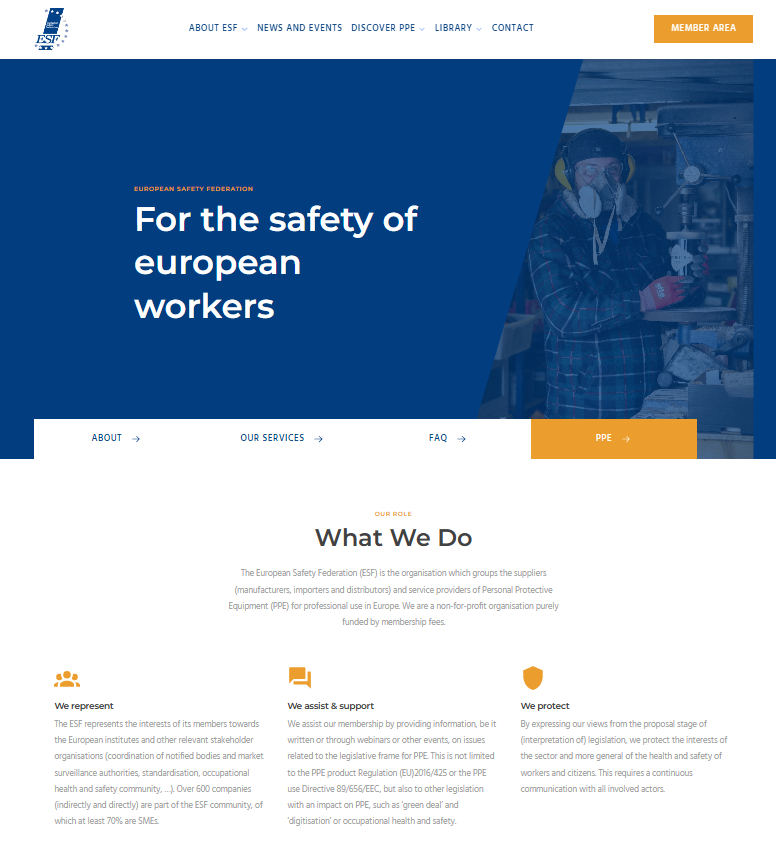 ESF
ABOUT ESF NEWS AND EVENTS DISCOVER PPE LIBRARY CONTACT
MEMBER AREA
EUROPEAN SAFETY FEDERATION
For the safety of
european
workers
ABOUT
OUR SERVICES
FAQ
PPE
OUR ROLE
What We Do
The European Safety Federation (ESF) is the organisation which groups the suppliers
(manufacturers, importers and distributors) and service providers of Personal Protective
Equipment (PPE) for professional use in Europe. We are a non-for-profit organisation purely
funded by membership fees.
We represent
The ESF represents the interests of its members towards
the European institutes and other relevant stakeholder
organisations (coordination of notified bodies and market
surveillance authorities, standardisation, occupational
health and safety community, ...). Over 600 companies
(indirectly and directly) are part of the ESF community, of
which at least 70% are SMEs.
We assist & support
We assist our membership by providing information, be it
written or through webinars or other events, on issues
related to the legislative frame for PPE. This is not limited
to the PPE product Regulation (EU)2016/425 or the PPE
use Directive 89/656/EEC, but also to other legislation
with an impact on PPE, such as 'green deal' and
'digitisation' or occupational health and safety.
We protect
By expressing our views from the proposal stage of
(interpretation of) legislation, we protect the interests of
the sector and more general of the health and safety of
workers and citizens. This requires a continuous
communication with all involved actors.